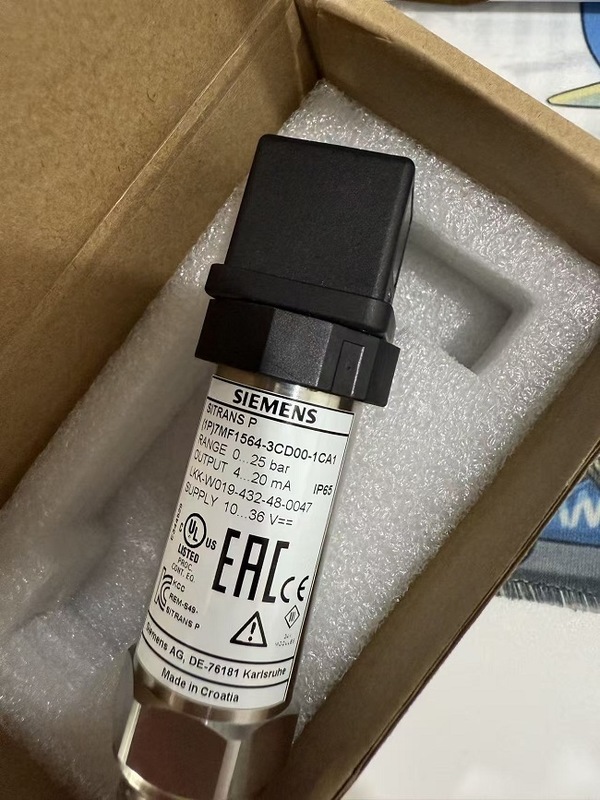 SIEMENS
SITRANS P
(1P)7MF1564-3CD00-1CA1
RANGE 0...25 bar
OUTPUT 4...20 mA IP65
LKK-W019-432-48-0047
SUPPLY 10...36 V==
C UL US
LISTED
PROC.
CONT. EQ.
EAC CE
KCC
REM-S49-
SITRANS P
Siemens AG, DE-76181 Karlsruhe
Made in Croatia